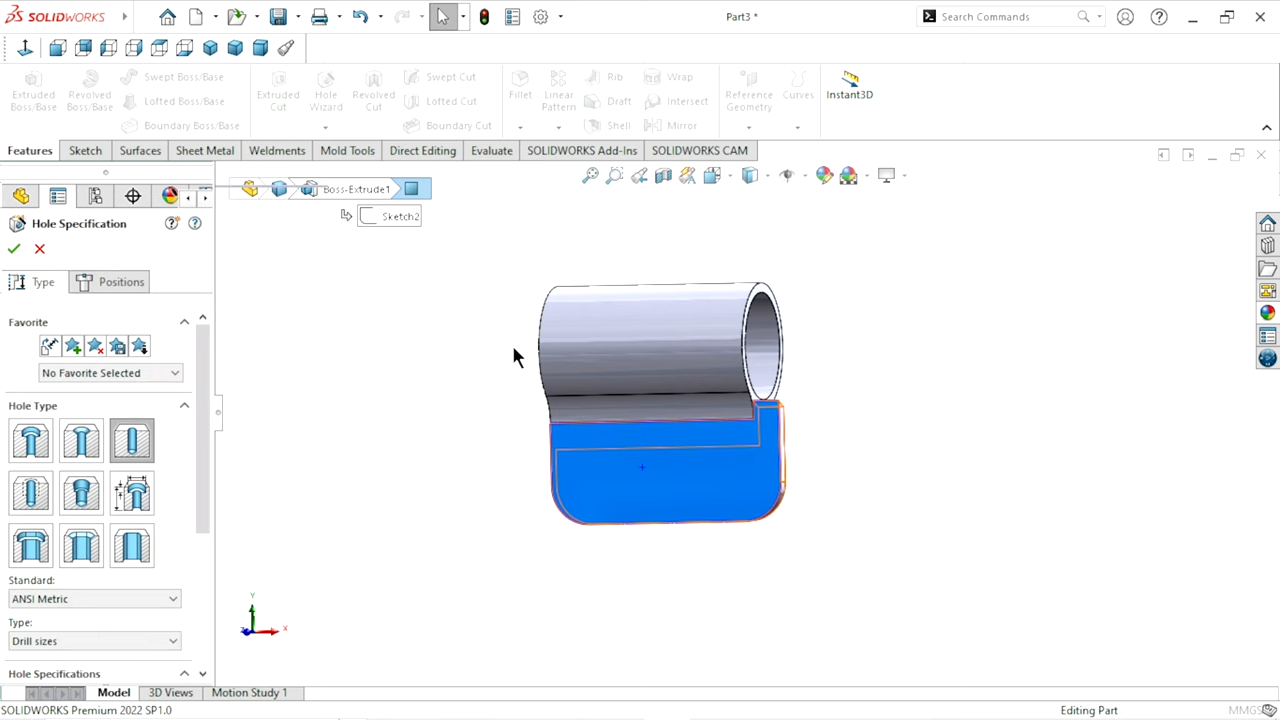 SOLIDWORKS
Part3 *
Search Commands
Extruded Boss/Base
Revolved Boss/Base
Swept Boss/Base
Lofted Boss/Base
Boundary Boss/Base
Extruded Cut
Hole Wizard
Revolved Cut
Swept Cut
Lofted Cut
Boundary Cut
Fillet
Linear Pattern
Rib
Draft
Shell
Wrap
Intersect
Mirror
Reference Geometry
Curves
Instant3D
Features
Sketch
Surfaces
Sheet Metal
Weldments
Mold Tools
Direct Editing
Evaluate
SOLIDWORKS Add-Ins
SOLIDWORKS CAM
Boss-Extrude1
Sketch2
Hole Specification
Type
Positions
Favorite
No Favorite Selected
Hole Type
Standard:
ANSI Metric
Type:
Drill sizes
Hole Specifications
Y
X
Model
3D Views
Motion Study 1
SOLIDWORKS Premium 2022 SP1.0
Editing Part
MMGS